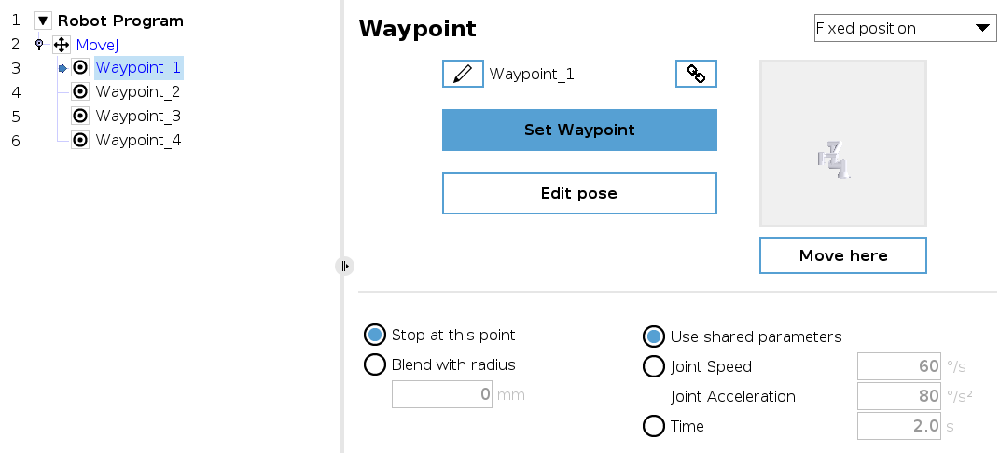 1 Robot Program
2 MoveJ
3 Waypoint_1
4 Waypoint_2
5 Waypoint_3
6 Waypoint_4
Waypoint
Fixed position
Waypoint_1
Set Waypoint
Edit pose
Move here
Stop at this point
Blend with radius
0 mm
Use shared parameters
Joint Speed 60 °/s
Joint Acceleration 80 °/s²
Time 2.0 s